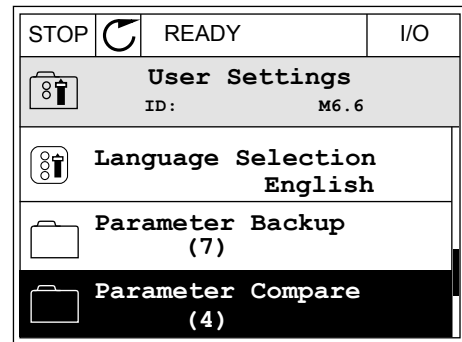 STOP READY I/O
User Settings
ID: M6.6
Language Selection
English
Parameter Backup
(7)
Parameter Compare
(4)